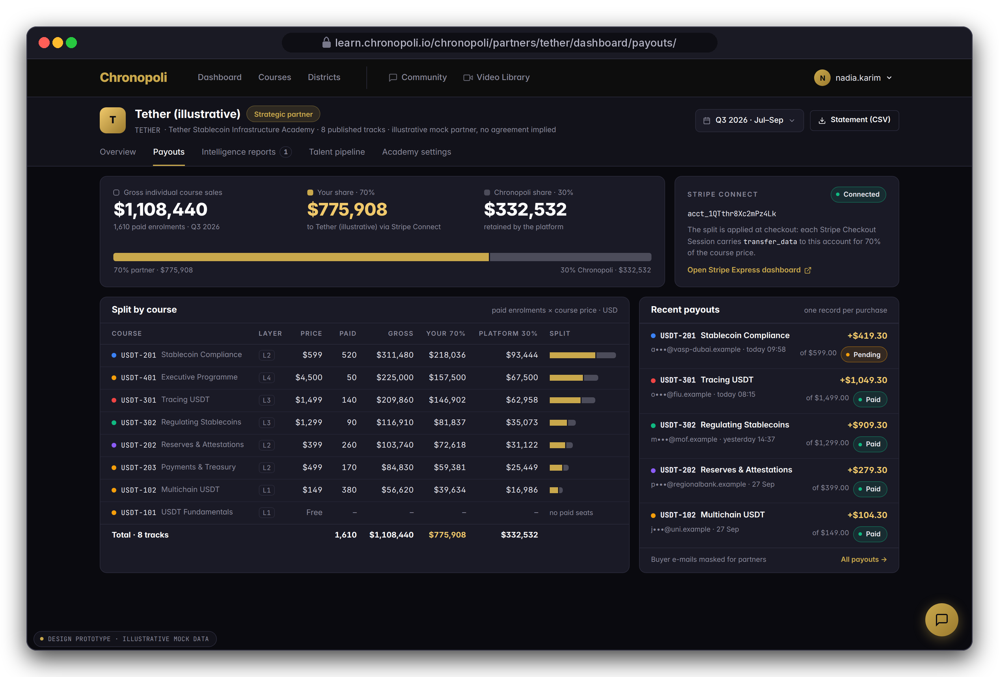 learn.chronopoli.io/chronopoli/partners/tether/dashboard/payouts/
Chronopoli
Dashboard
Courses
Districts
Community
Video Library
N
nadia.karim
T
Tether (illustrative)
Strategic partner
TETHER · Tether Stablecoin Infrastructure Academy · 8 published tracks · illustrative mock partner, no agreement implied
Q3 2026 · Jul–Sep
Statement (CSV)
Overview
Payouts
Intelligence reports 1
Talent pipeline
Academy settings
Gross individual course sales
$1,108,440
1,610 paid enrolments · Q3 2026
Your share · 70%
$775,908
to Tether (illustrative) via Stripe Connect
Chronopoli share · 30%
$332,532
retained by the platform
70% partner · $775,908
30% Chronopoli · $332,532
STRIPE CONNECT
Connected
acct_1QTthr8Xc2mPz4Lk
The split is applied at checkout: each Stripe Checkout
Session carries transfer_data to this account for 70%
of the course price.
Open Stripe Express dashboard
Split by course
paid enrolments × course price · USD
COURSE LAYER PRICE PAID GROSS YOUR 70% PLATFORM 30% SPLIT
USDT-201 Stablecoin Compliance L2 $599 520 $311,480 $218,036 $93,444
USDT-401 Executive Programme L4 $4,500 50 $225,000 $157,500 $67,500
USDT-301 Tracing USDT L3 $1,499 140 $209,860 $146,902 $62,958
USDT-302 Regulating Stablecoins L3 $1,299 90 $116,910 $81,837 $35,073
USDT-202 Reserves & Attestations L2 $399 260 $103,740 $72,618 $31,122
USDT-203 Payments & Treasury L2 $499 170 $84,830 $59,381 $25,449
USDT-102 Multichain USDT L1 $149 380 $56,620 $39,634 $16,986
USDT-101 USDT Fundamentals L1 Free – – – – no paid seats
Total · 8 tracks 1,610 $1,108,440 $775,908 $332,532
Recent payouts
one record per purchase
USDT-201 Stablecoin Compliance +$419.30
a•••@vasp-dubai.example · today 09:58 of $599.00 Pending
USDT-301 Tracing USDT +$1,049.30
o•••@fiu.example · today 08:15 of $1,499.00 Paid
USDT-302 Regulating Stablecoins +$909.30
m•••@mof.example · yesterday 14:37 of $1,299.00 Paid
USDT-202 Reserves & Attestations +$279.30
p•••@regionalbank.example · 27 Sep of $399.00 Paid
USDT-102 Multichain USDT +$104.30
j•••@uni.example · 27 Sep of $149.00 Paid
Buyer e-mails masked for partners
All payouts →
DESIGN PROTOTYPE · ILLUSTRATIVE MOCK DATA